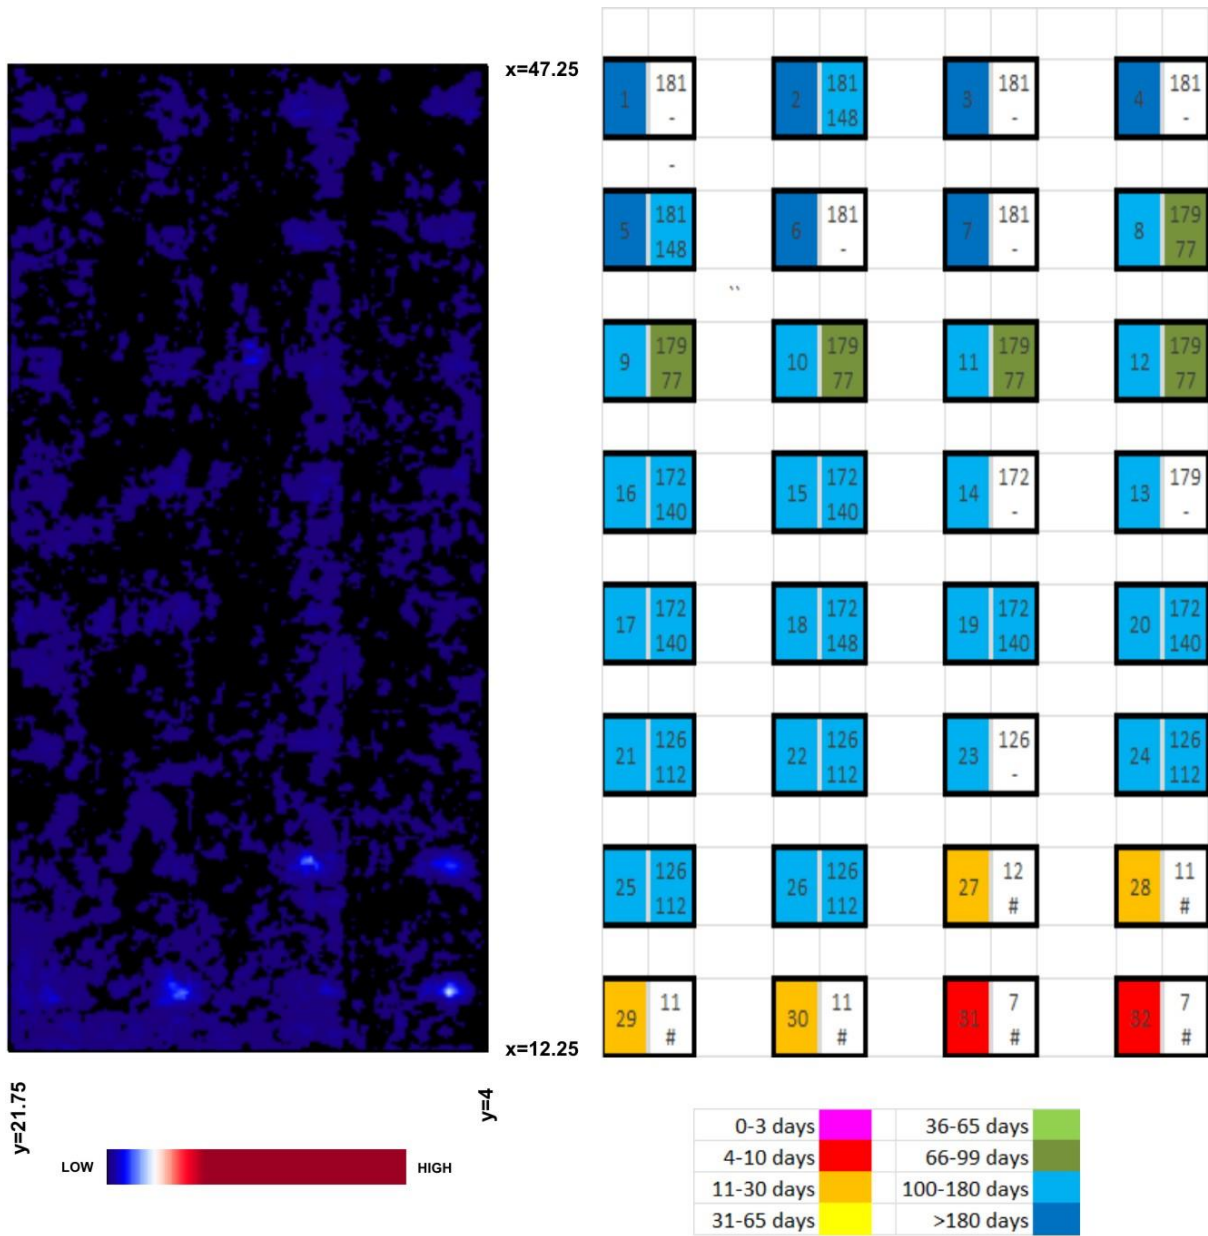 x=47.25
1 181 -
2 181 148
3 181 -
4 181 -
-
5 181 148
6 181 -
7 181 -
8 179 77
``
9 179 77
10 179 77
11 179 77
12 179 77
16 172 140
15 172 140
14 172 -
13 179 -
17 172 140
18 172 148
19 172 140
20 172 140
21 126 112
22 126 112
23 126 -
24 126 112
25 126 112
26 126 112
27 12 #
28 11 #
29 11 #
30 11 #
31 7 #
32 7 #
x=12.25
y=21.75
y=4
LOW
HIGH
0-3 days
36-65 days
4-10 days
66-99 days
11-30 days
100-180 days
31-65 days
>180 days